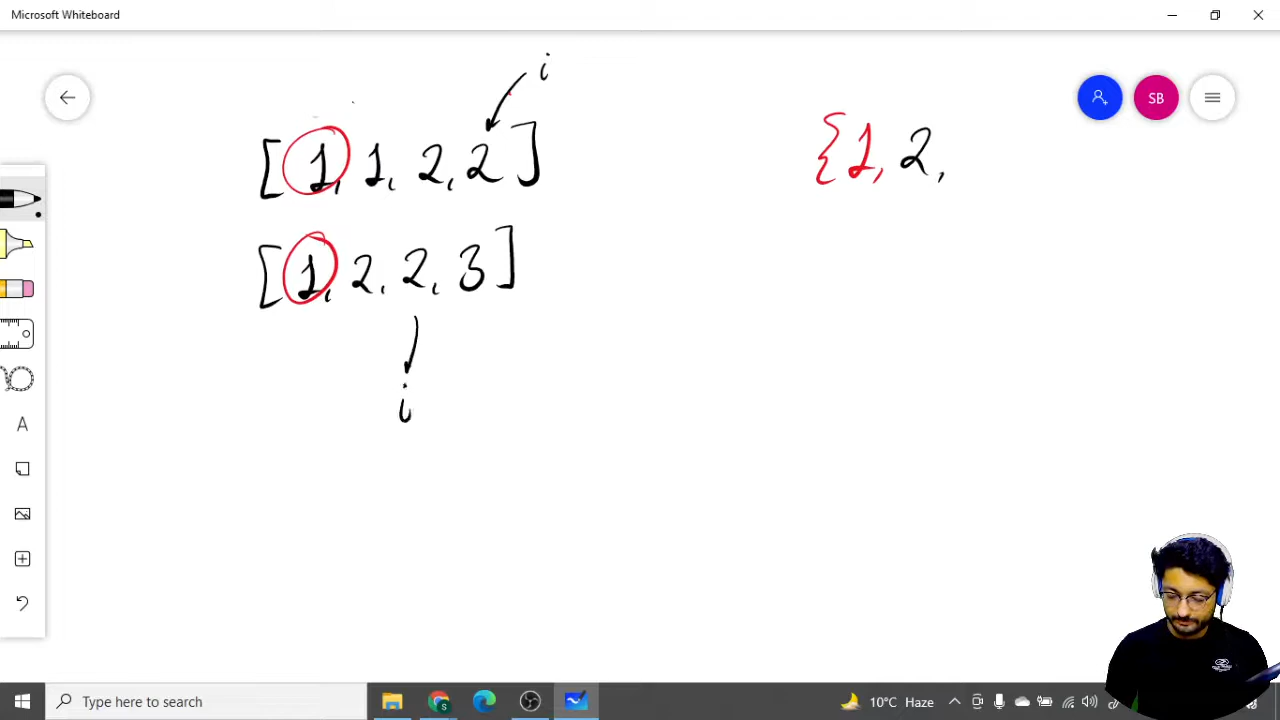 Microsoft Whiteboard
i
[1, 1, 2, 2]
{1, 2,
SB
[1, 2, 2, 3]
i
A
Type here to search
10°C Haze